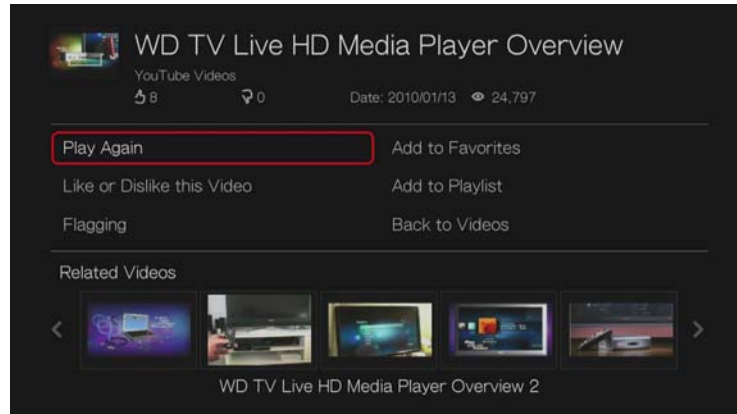 WD TV Live HD Media Player Overview
YouTube Videos
8 0 Date: 2010/01/13 24,797
Play Again Add to Favorites
Like or Dislike this Video Add to Playlist
Flagging Back to Videos
Related Videos
WD TV Live HD Media Player Overview 2